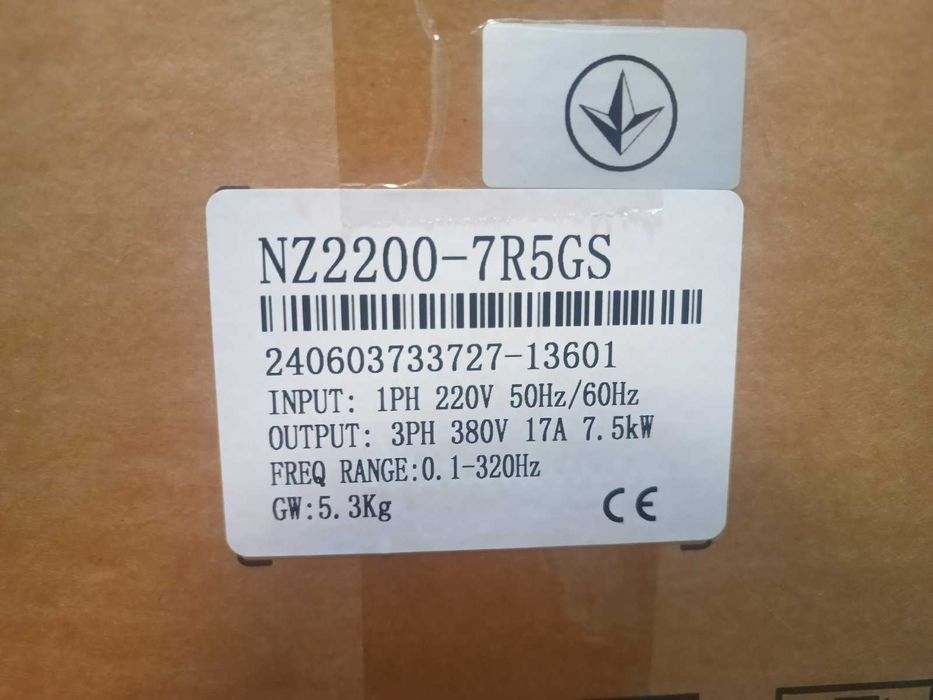 NZ2200-7R5GS
240603733727-13601
INPUT: 1PH 220V 50Hz/60Hz
OUTPUT: 3PH 380V 17A 7.5kW
FREQ RANGE:0.1-320Hz
GW:5.3Kg
CE